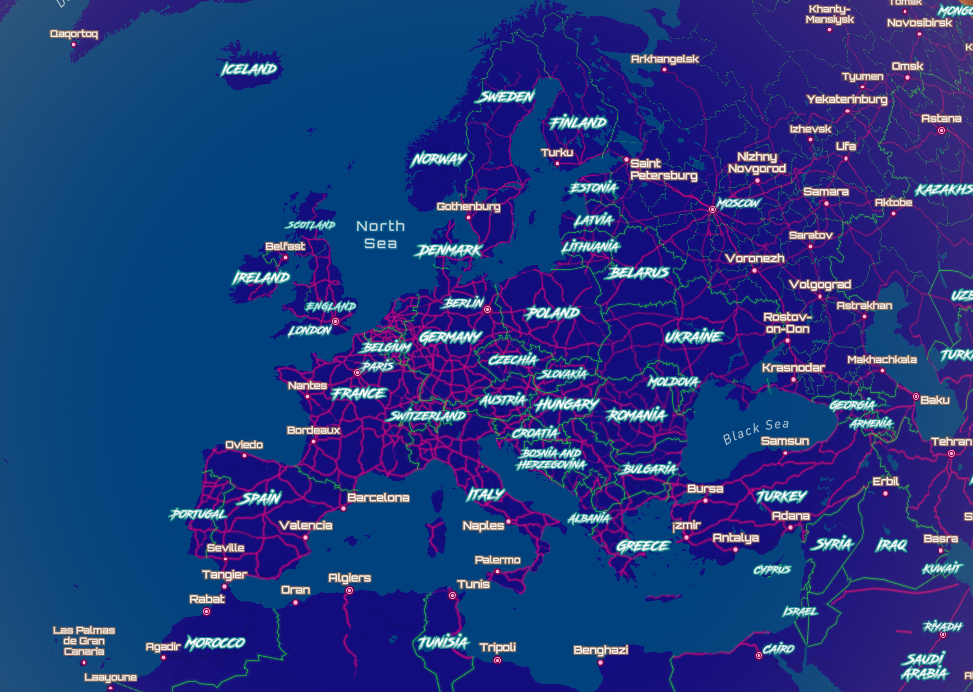 Qaqortoq
ICELAND
Khanty-
Mansiysk
Tomsk
Novosibirsk
Arkhangelsk
Omsk
Tyumen
SWEDEN
Yekaterinburg
FINLAND
Astana
Izhevsk
Ufa
NORWAY
Turku
Saint
Petersburg
Nizhny
Novgorod
ESTONIA
Samara
Aktobe
MOSCOW
Gothenburg
SCOTLAND
North
Sea
LATVIA
Saratov
Belfast
DENMARK
LITHUANIA
Voronezh
IRELAND
BELARUS
Volgograd
ENGLAND
BERLIN
POLAND
Astrakhan
Rostov-
on-Don
LONDON
GERMANY
UKRAINE
BELGIUM
PARIS
CZECHIA
SLOVAKIA
Krasnodar
Makhachkala
Nantes
FRANCE
MOLDOVA
AUSTRIA
HUNGARY
Baku
GEORGIA
SWITZERLAND
ROMANIA
ARMENIA
Bordeaux
CROATIA
Black Sea
Samsun
Oviedo
BOSNIA AND
HERZEGOVINA
Tehran
BULGARIA
Erbil
SPAIN
Barcelona
ITALY
Bursa
TURKEY
PORTUGAL
Valencia
Naples
ALBANIA
Izmir
Adana
Antalya
Basra
Seville
GREECE
SYRIA
IRAQ
Palermo
CYPRUS
KUWAIT
Tangier
Oran
Algiers
Tunis
Rabat
ISRAEL
Las Palmas
de Gran
Canaria
Agadir
MOROCCO
TUNISIA
Tripoli
Benghazi
CAIRO
RIYADH
SAUDI
ARABIA
Laayoune